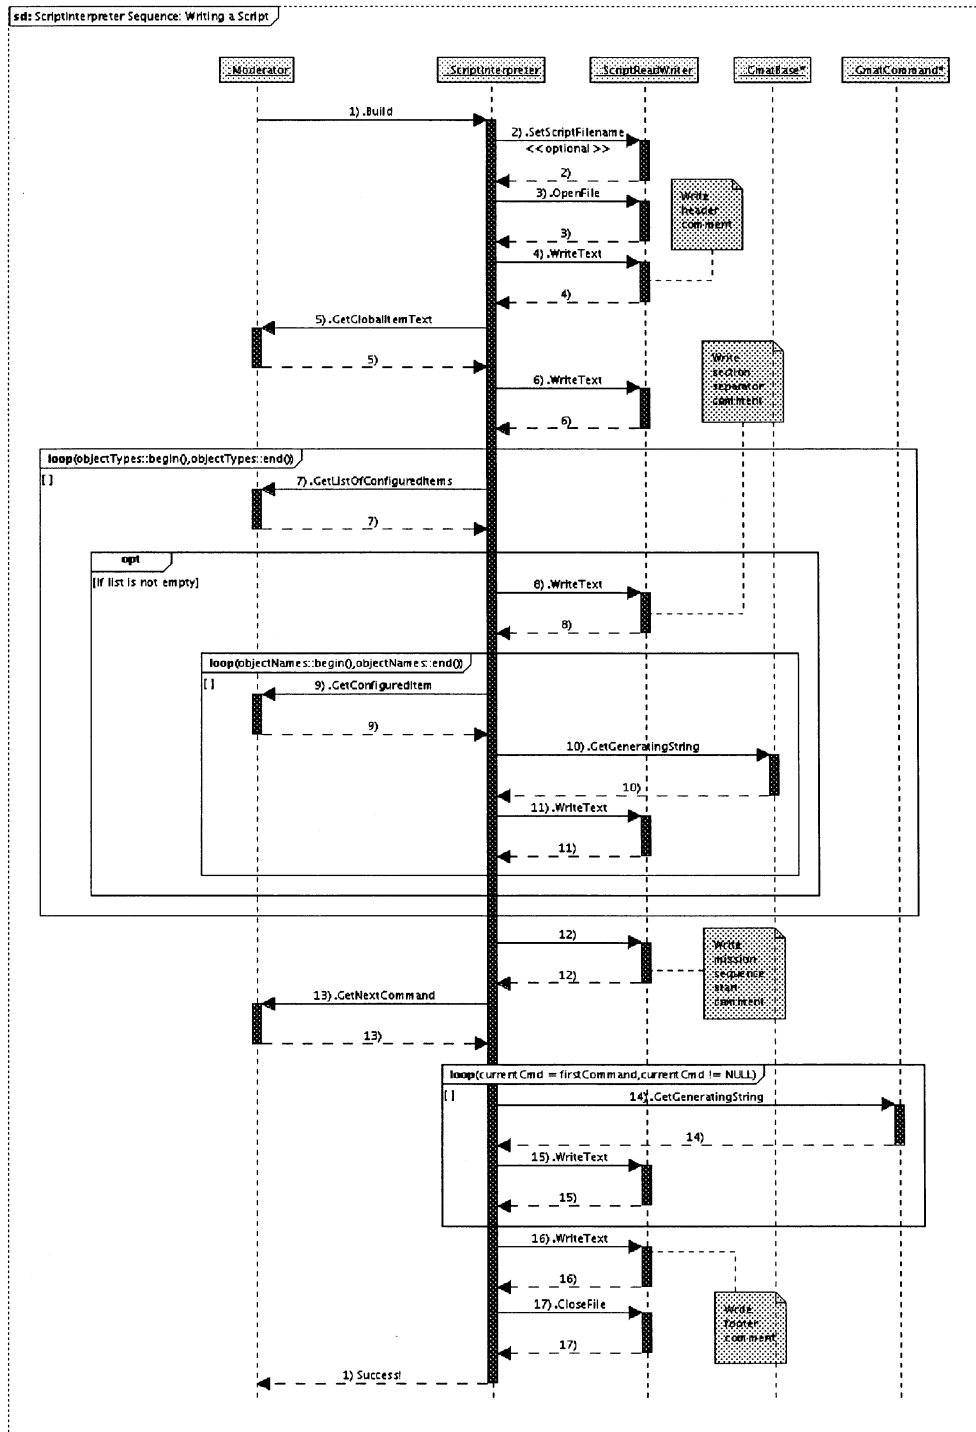 sd: ScriptInterpreter Sequence: Writing a Script
:Moderator
:ScriptInterpreter
:ScriptReadWriter
:GmatBase*
:GmatCommand*
1).Build
2).SetScriptFilename
<<optional>>
2)
3).OpenFile
Write
header
comment
3)
4).WriteText
4)
5).GetGlobalItemText
5)
Write
section
separator
comment
6).WriteText
6)
loop(objectTypes::begin(),objectTypes::end())
[ ]
7).GetListOfConfiguredItems
7)
opt
[If list is not empty]
8).WriteText
8)
loop(objectNames::begin(),objectNames::end())
[ ]
9).GetConfiguredItem
9)
10).GetGeneratingString
10)
11).WriteText
11)
12)
Write
mission
sequence
start
comment
12)
13).GetNextCommand
13)
loop(currentCmd = firstCommand,currentCmd != NULL)
[ ]
14).GetGeneratingString
14)
15).WriteText
15)
16).WriteText
16)
17).CloseFile
Write
footer
comment
17)
1) Success!